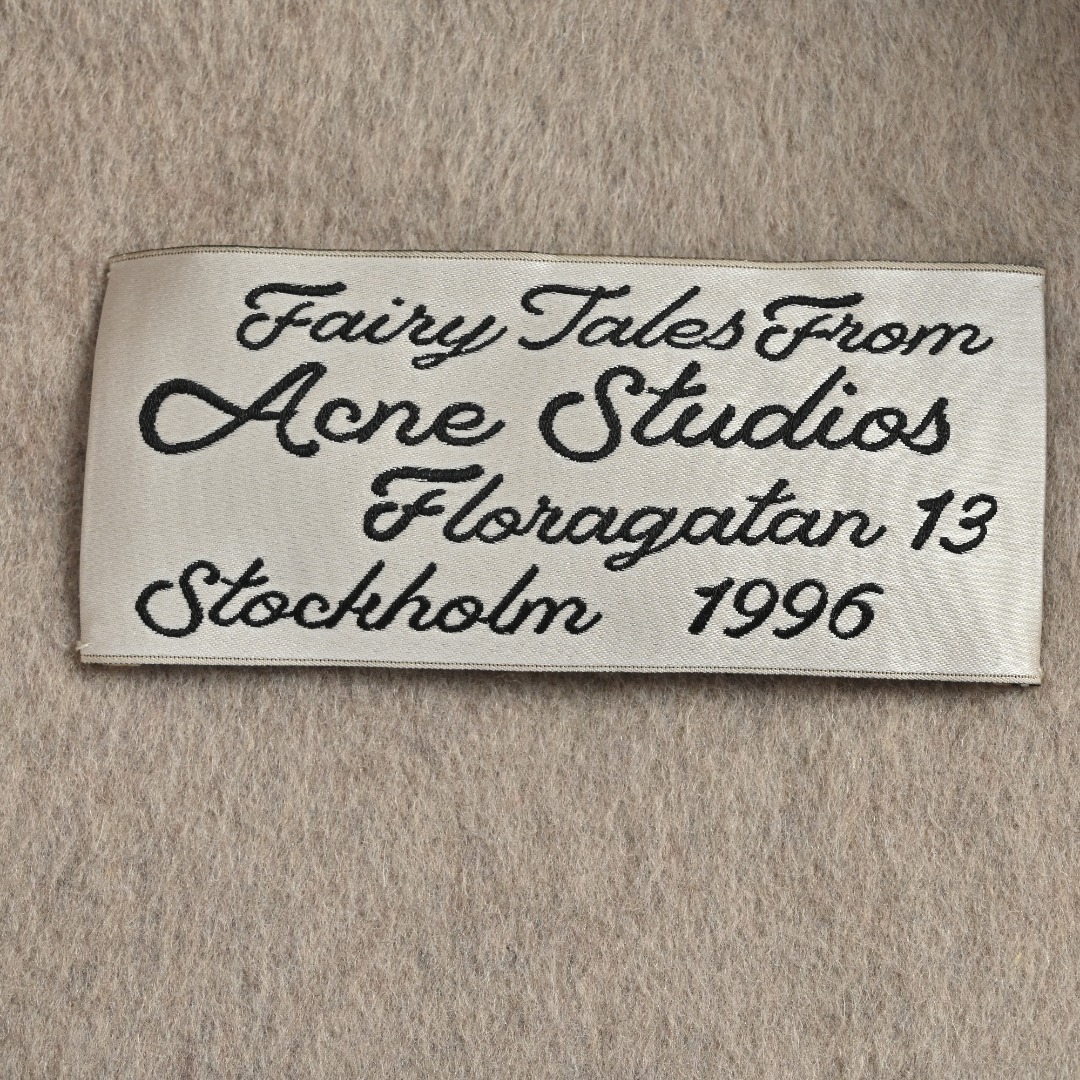 Fairy Tales From
Acne Studios
Floragatan 13
Stockholm 1996